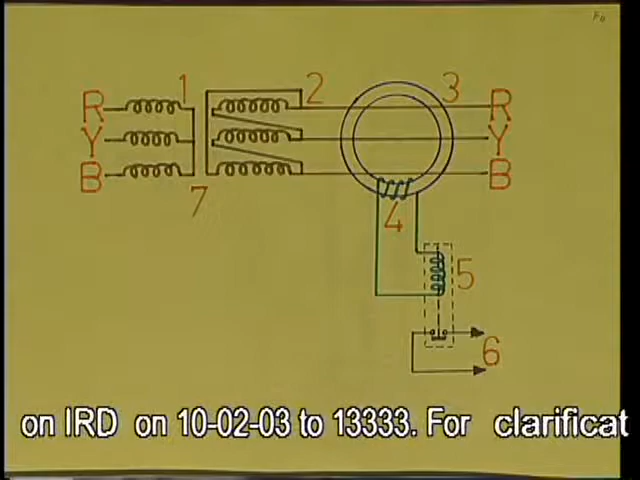 1 2 3
R R
Y Y
B B
7 4
5
6
on IRD on 10-02-03 to 13333. For clarificat